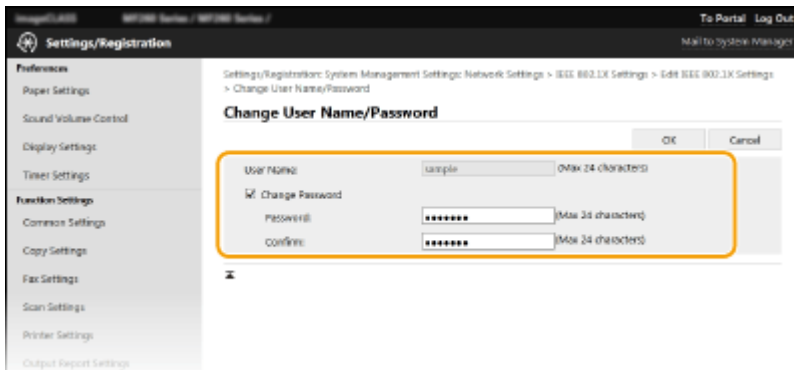 imageCLASS MF200 Series / MF200 Series /
To Portal Log Out
Settings/Registration
Mail to System Manager
Preferences
Paper Settings
Sound Volume Control
Display Settings
Timer Settings
Function Settings
Common Settings
Copy Settings
Fax Settings
Scan Settings
Printer Settings
Output Report Settings
Settings/Registration: System Management Settings: Network Settings > IEEE 802.1X Settings > Edit IEEE 802.1X Settings
> Change User Name/Password
Change User Name/Password
OK Cancel
User Name: sample (Max 24 characters)
Change Password
Password: ••••••• (Max 24 characters)
Confirm: ••••••• (Max 24 characters)